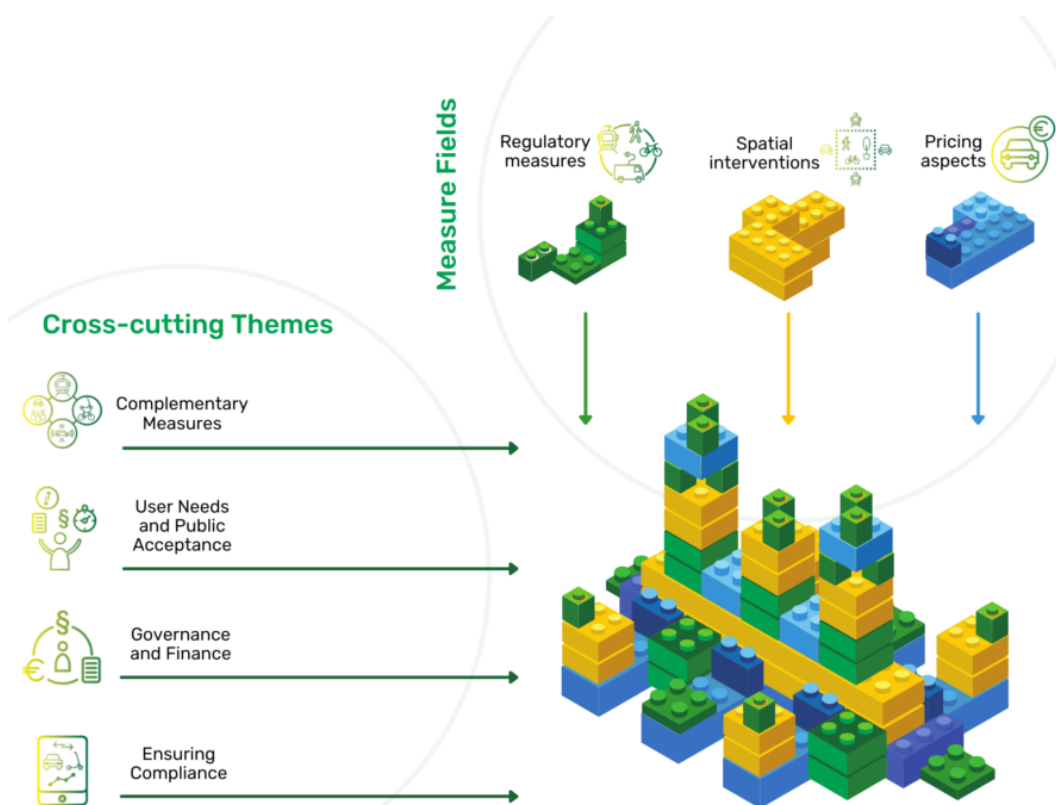 Measure Fields
Regulatory
measures
Spatial
interventions
Pricing
aspects
€
Cross-cutting Themes
Complementary
Measures
§
User Needs
and Public
Acceptance
§
€
Governance
and Finance
Ensuring
Compliance